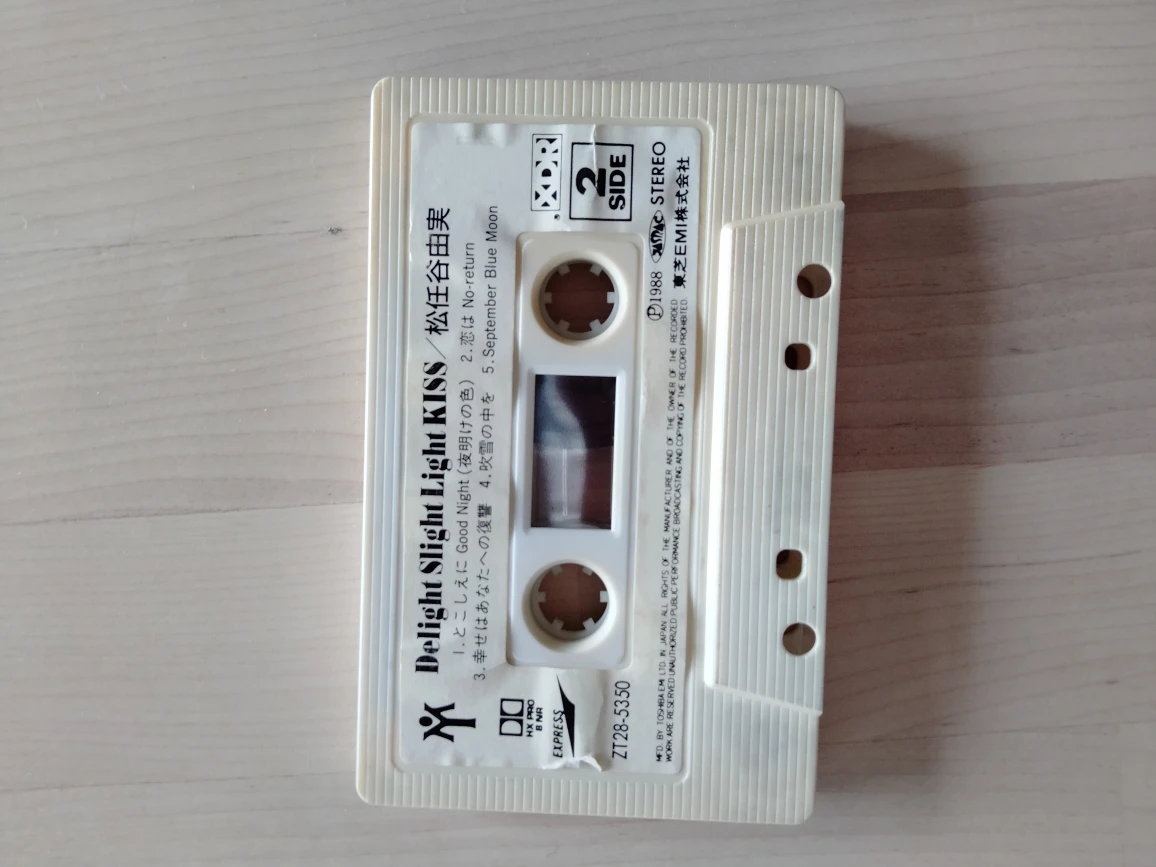 Delight Slight Light KISS／松任谷由実
1.とこしえに Good Night(夜明けの色) 2.恋は No-return
3.幸せはあなたへの復讐 4.吹雪の中を 5.September Blue Moon
HX PRO
B NR
XDR
EXPRESS
2
SIDE
ZT28-5350
Ⓟ1988 JASRAC STEREO
東芝EMI株式会社
MFD. BY TOSHIBA EMI LTD. IN JAPAN. ALL RIGHTS OF THE MANUFACTURER AND OF THE OWNER OF THE RECORDED
WORK ARE RESERVED UNAUTHORIZED PUBLIC PERFORMANCE BROADCASTING AND COPYING OF THE RECORD PROHIBITED.